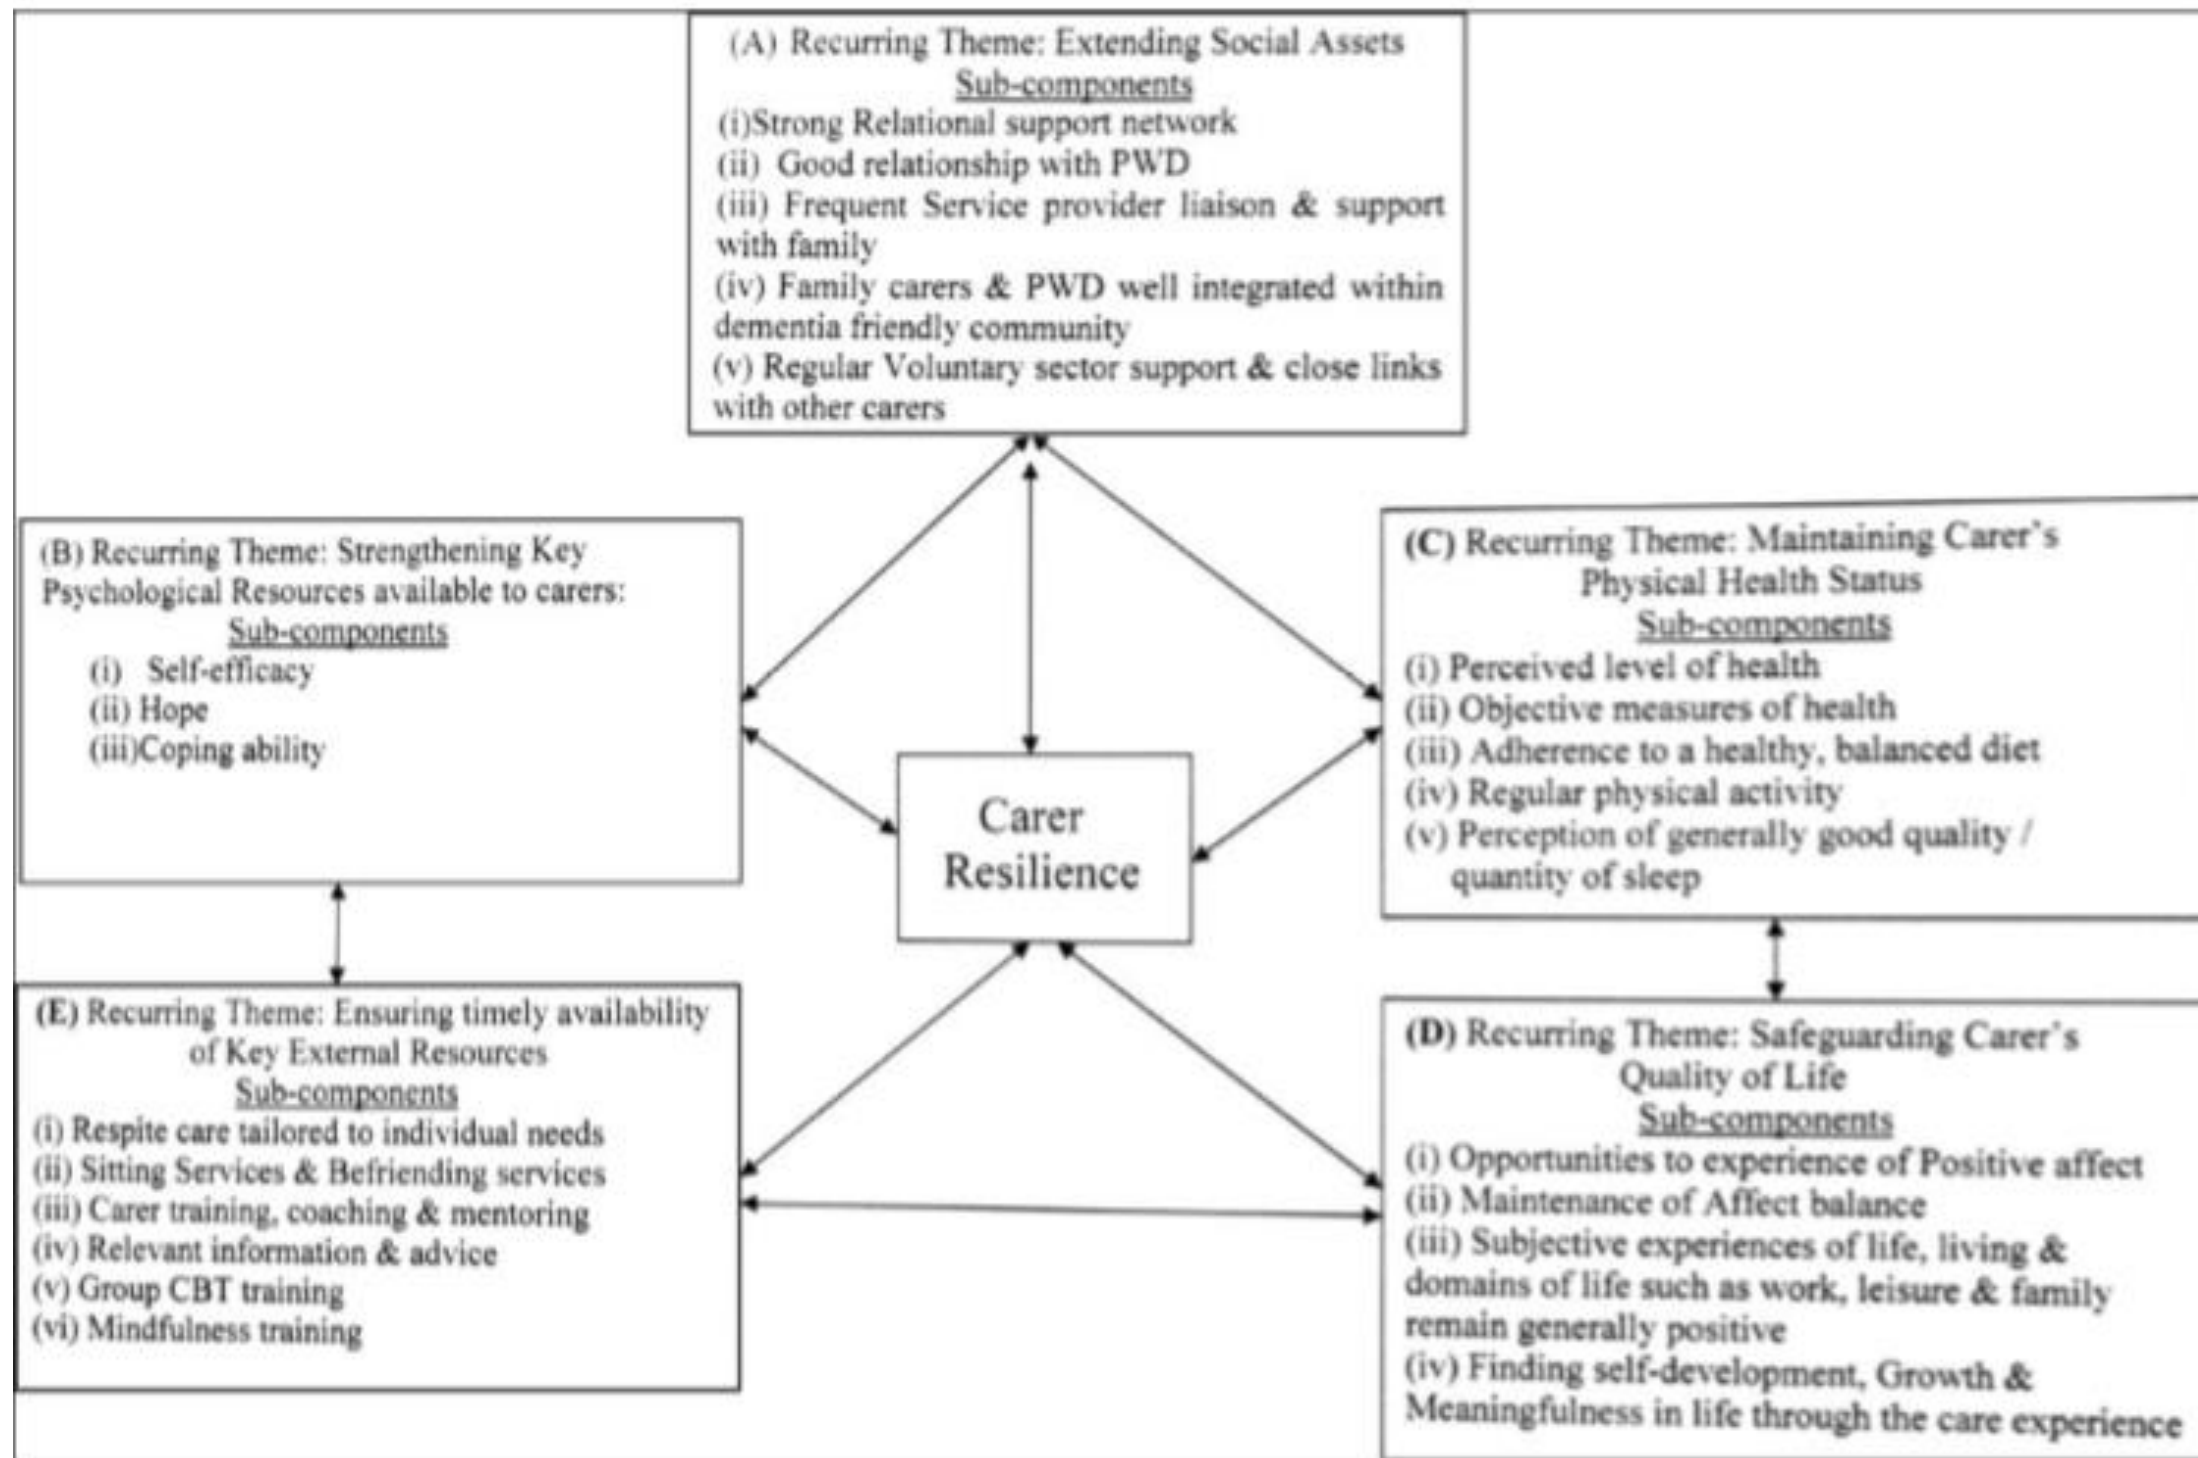 (A) Recurring Theme: Extending Social Assets
Sub-components
(i)Strong Relational support network
(ii) Good relationship with PWD
(iii) Frequent Service provider liaison & support
with family
(iv) Family carers & PWD well integrated within
dementia friendly community
(v) Regular Voluntary sector support & close links
with other carers
(B) Recurring Theme: Strengthening Key
Psychological Resources available to carers:
Sub-components
(i) Self-efficacy
(ii) Hope
(iii)Coping ability
(C) Recurring Theme: Maintaining Carer's
Physical Health Status
Sub-components
(i) Perceived level of health
(ii) Objective measures of health
(iii) Adherence to a healthy, balanced diet
(iv) Regular physical activity
(v) Perception of generally good quality /
quantity of sleep
Carer
Resilience
(E) Recurring Theme: Ensuring timely availability
of Key External Resources
Sub-components
(i) Respite care tailored to individual needs
(ii) Sitting Services & Befriending services
(iii) Carer training, coaching & mentoring
(iv) Relevant information & advice
(v) Group CBT training
(vi) Mindfulness training
(D) Recurring Theme: Safeguarding Carer's
Quality of Life
Sub-components
(i) Opportunities to experience of Positive affect
(ii) Maintenance of Affect balance
(iii) Subjective experiences of life, living &
domains of life such as work, leisure & family
remain generally positive
(iv) Finding self-development, Growth &
Meaningfulness in life through the care experience